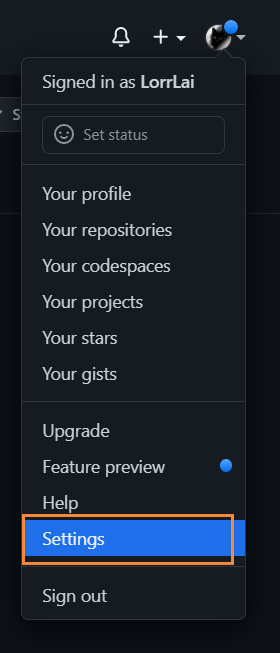 Signed in as LorrLai
S
Set status
Your profile
Your repositories
Your codespaces
Your projects
Your stars
Your gists
Upgrade
Feature preview
Help
Settings
Sign out